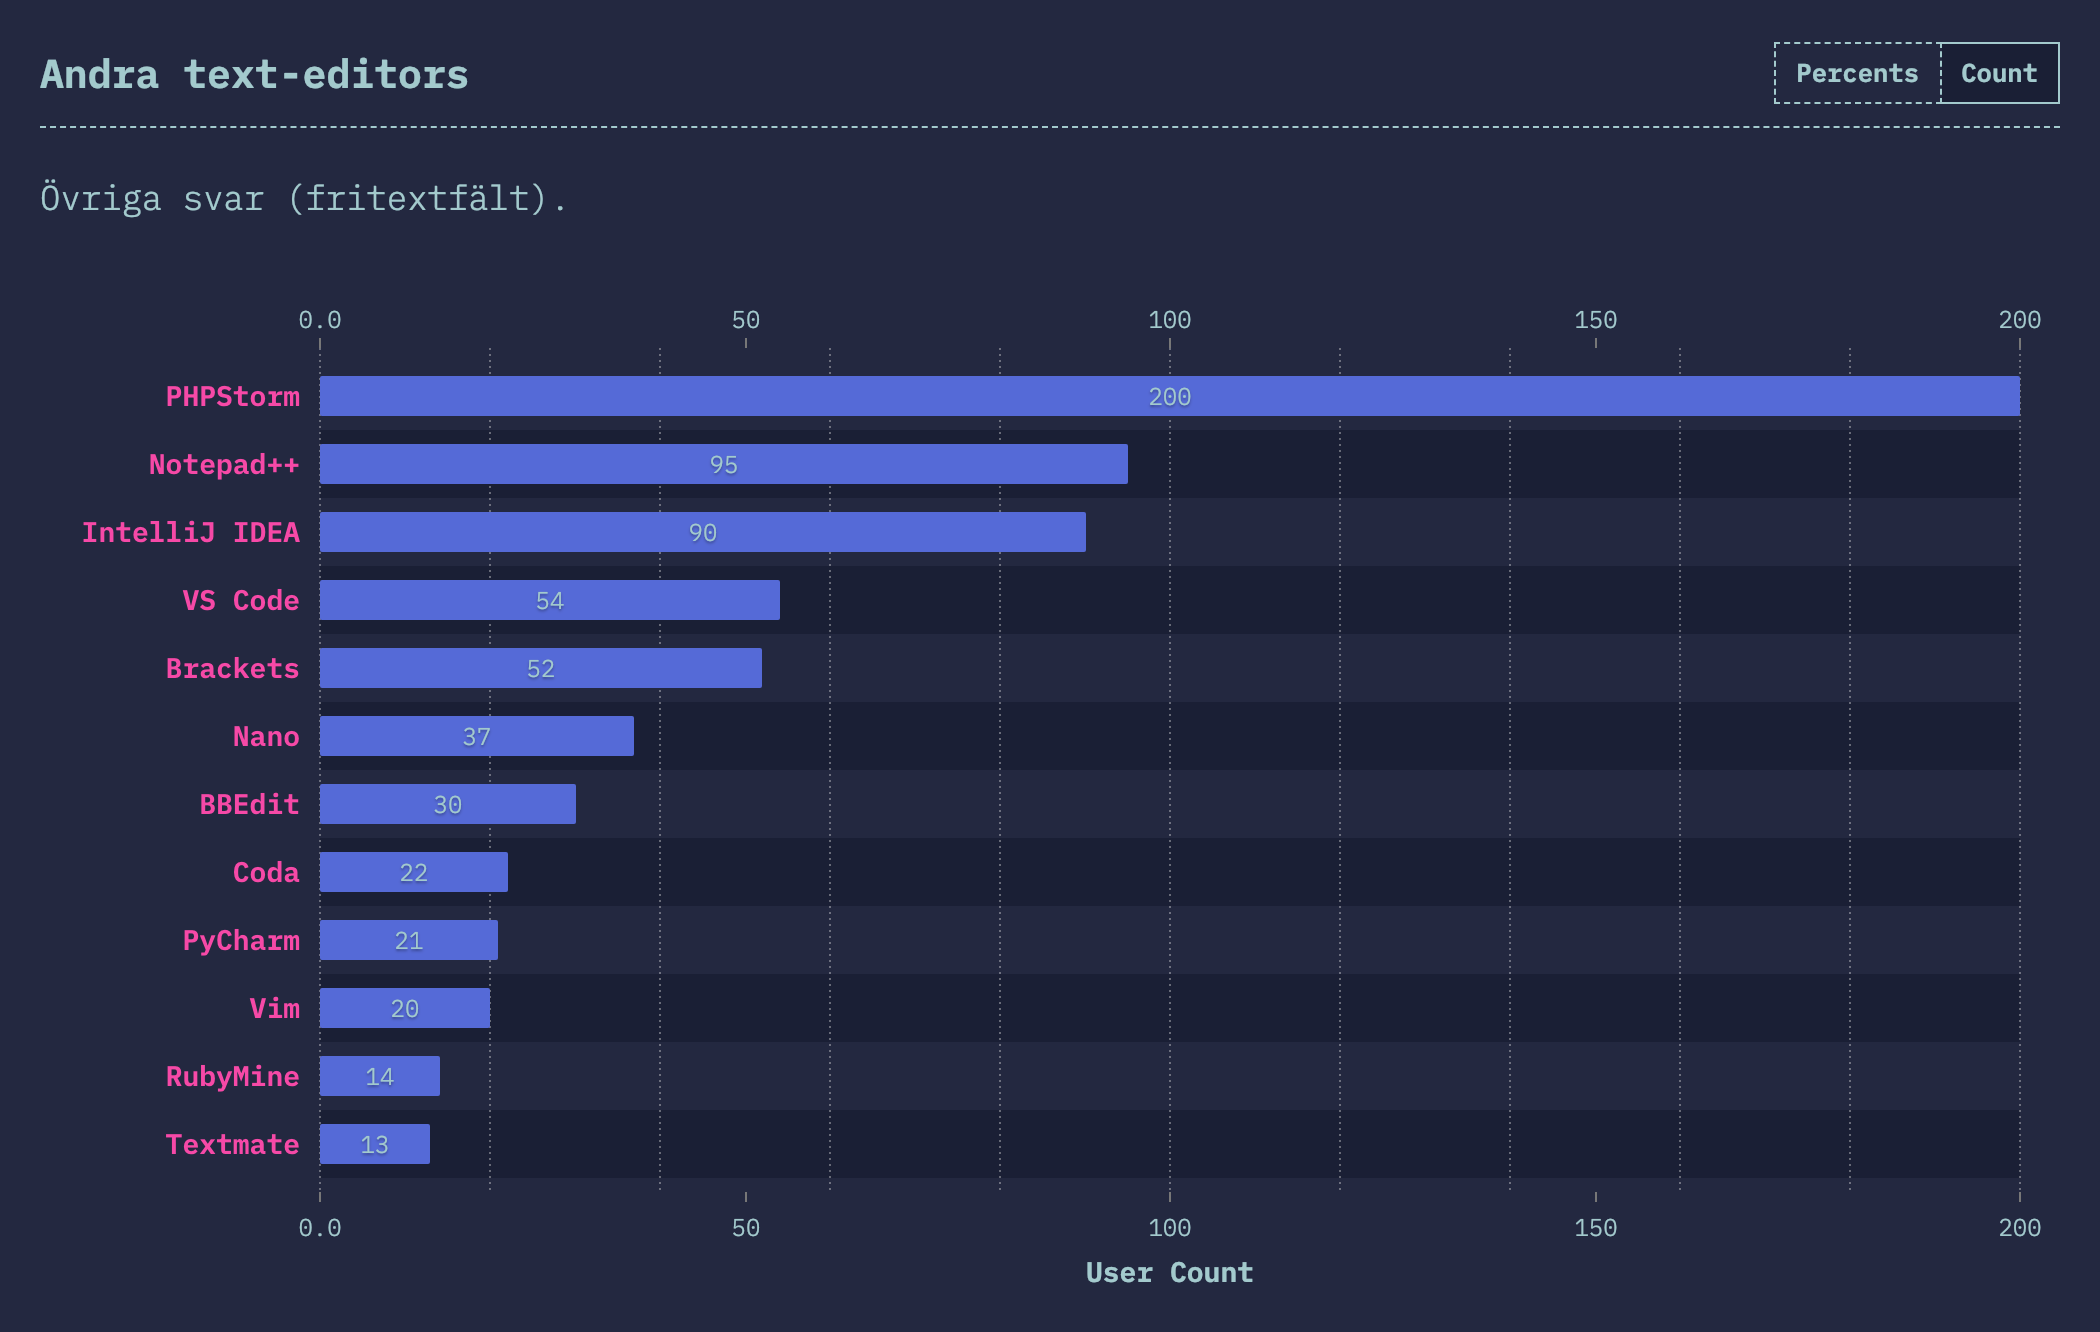 Andra text-editors
Percents Count
Övriga svar (fritextfält).
0.0 50 100 150 200
PHPStorm 200
Notepad++ 95
IntelliJ IDEA 90
VS Code 54
Brackets 52
Nano 37
BBEdit 30
Coda 22
PyCharm 21
Vim 20
RubyMine 14
Textmate 13
0.0 50 100 150 200
User Count